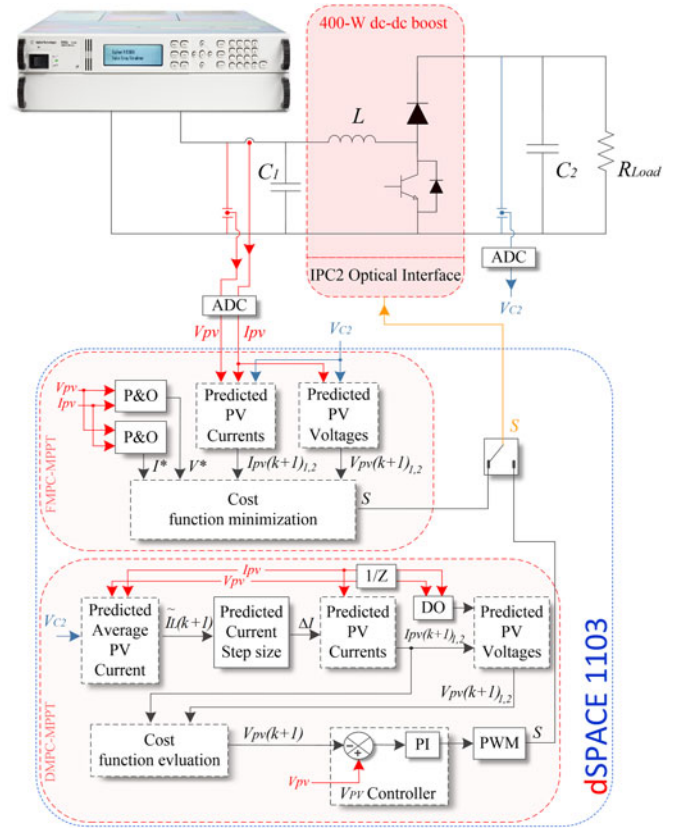 400-W dc-dc boost
L
C1
C2
RLoad
IPC2 Optical Interface
ADC
VC2
ADC
Vpv
Ipv
VC2
FMPC-MPPT
Vpv
Ipv
P&O
P&O
Predicted
PV
Currents
Predicted
PV
Voltages
S
I*
V*
Ipv(k+1)1,2
Vpv(k+1)1,2
Cost
function minimization
S
DMPC-MPPT
Ipv
Vpv
1/Z
VC2
Predicted
Average
PV
Current
~
IL(k+1)
Predicted
Current
Step size
ΔI
Predicted
PV
Currents
DO
Ipv(k+1)1,2
Predicted
PV
Voltages
Vpv(k+1)1,2
Cost
function evluation
Vpv(k+1)
−
+
PI
PWM
S
Vpv
VPV Controller
dSPACE 1103